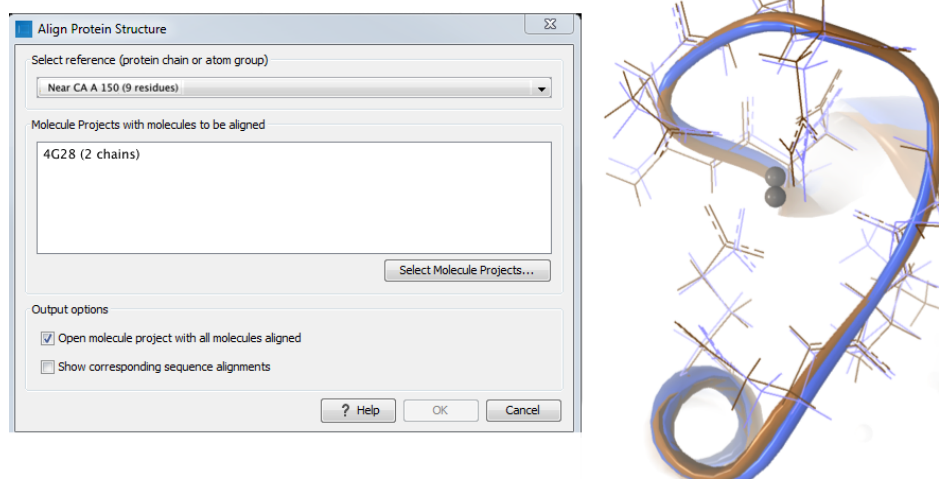 Align Protein Structure
Select reference (protein chain or atom group)
Near CA A 150 (9 residues)
Molecule Projects with molecules to be aligned
4G28 (2 chains)
Select Molecule Projects...
Output options
Open molecule project with all molecules aligned
Show corresponding sequence alignments
? Help OK Cancel